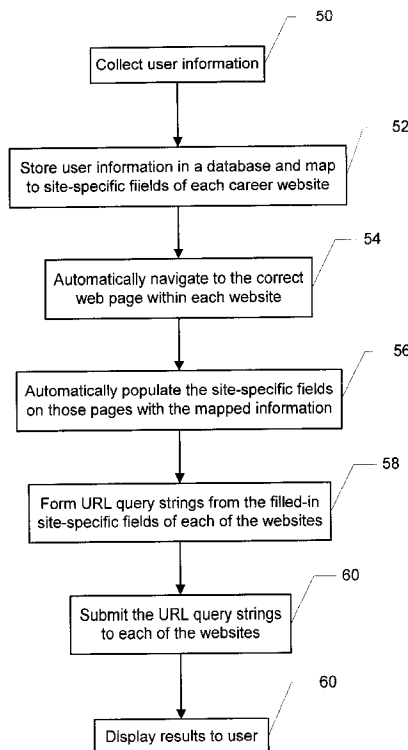 50
Collect user information
52
Store user information in a database and map
to site-specific fiields of each career website
54
Automatically navigate to the correct
web page within each website
56
Automatically populate the site-specific fields
on those pages with the mapped information
58
Form URL query strings from the filled-in
site-specific fields of each of the websites
60
Submit the URL query strings
to each of the websites
60
Display results to user